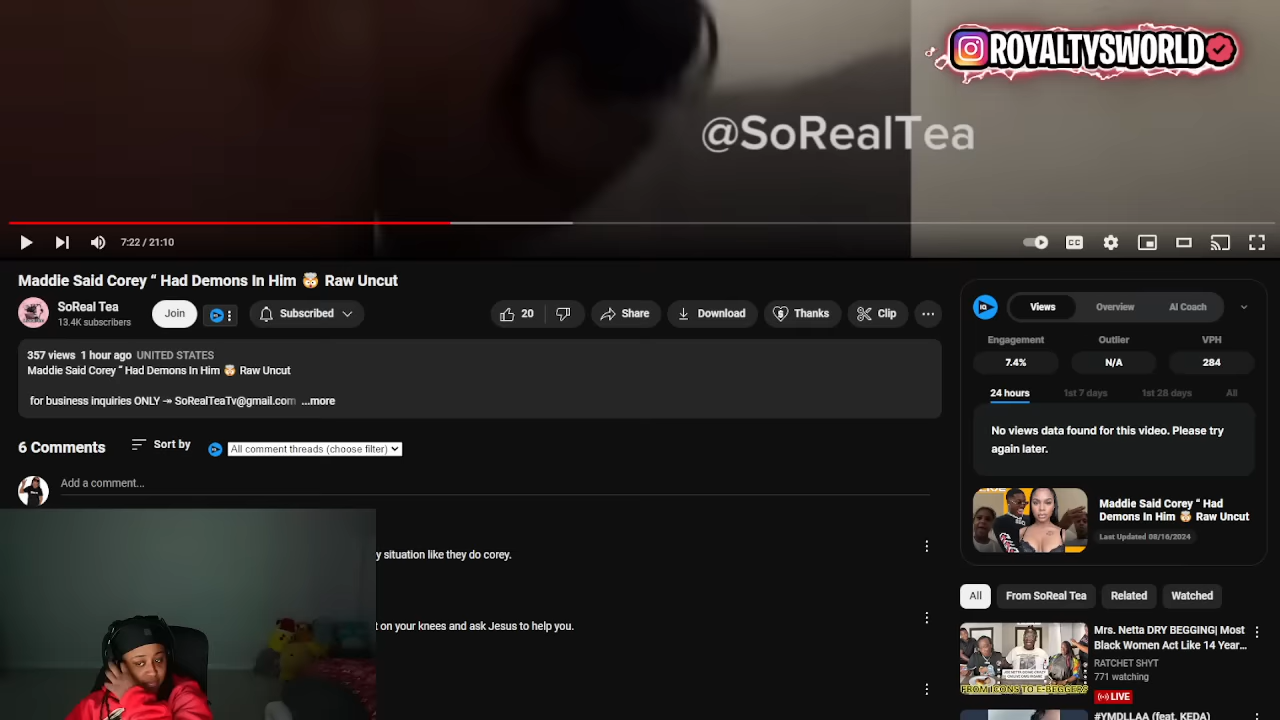 ROYALTYSWORLD
@SoRealTea
7:22 / 21:10
CC
Maddie Said Corey “ Had Demons In Him 🤯 Raw Uncut
SoReal Tea
13.4K subscribers
Join
Subscribed
20
Share
Download
Thanks
Clip
357 views 1 hour ago UNITED STATES
Maddie Said Corey “ Had Demons In Him 🤯 Raw Uncut
for business inquiries ONLY ↠ SoRealTeaTv@gmail.com ...more
6 Comments
Sort by
All comment threads (choose filter)
Add a comment...
y situation like they do corey.
t on your knees and ask Jesus to help you.
IQ
Views
Overview
AI Coach
Engagement
Outlier
VPH
7.4%
N/A
284
24 hours
1st 7 days
1st 28 days
All
No views data found for this video. Please try
again later.
Maddie Said Corey “ Had
Demons In Him 🤯 Raw Uncut
Last Updated 08/16/2024
All
From SoReal Tea
Related
Watched
Mrs. Netta DRY BEGGING| Most
Black Women Act Like 14 Year...
RATCHET SHYT
771 watching
LIVE
FROM ICONS TO E-BEGGERS
#YMDLLAA (feat. KEDA)